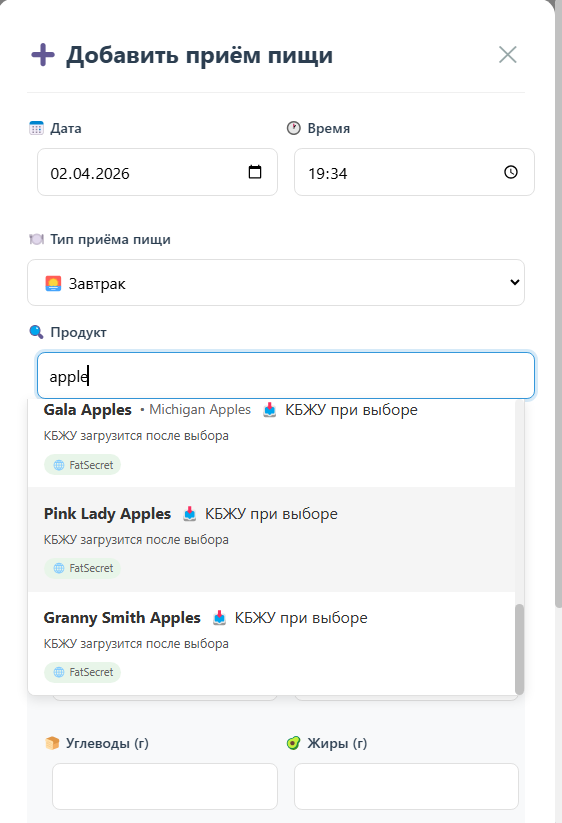 Добавить приём пищи
Дата Время
02.04.2026 19:34
Тип приёма пищи
Завтрак
Продукт
apple
Gala Apples • Michigan Apples КБЖУ при выборе
КБЖУ загрузится после выбора
FatSecret
Pink Lady Apples КБЖУ при выборе
КБЖУ загрузится после выбора
FatSecret
Granny Smith Apples КБЖУ при выборе
КБЖУ загрузится после выбора
FatSecret
Углеводы (г) Жиры (г)